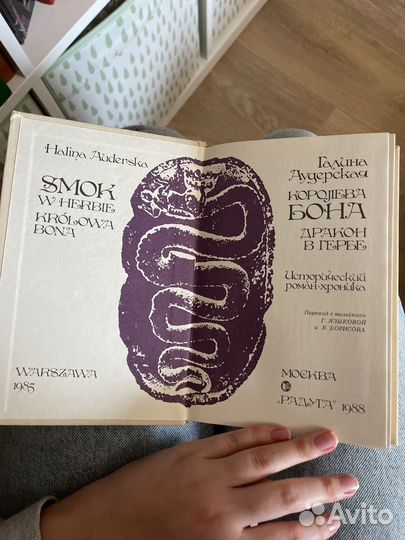 Halina Auderska
SMOK
W HERBIE
KRÓLOWA
BONA
WARSZAWA
1985
Галина
Аудерская
КОРОЛЕВА
БОНА
ДРАКОН
В ГЕРБЕ
Исторический
роман-хроника
Перевод с польского
Г. ЯЗЫКОВОЙ
и В. БОРИСОВА
МОСКВА
„РАДУГА" 1988
Avito